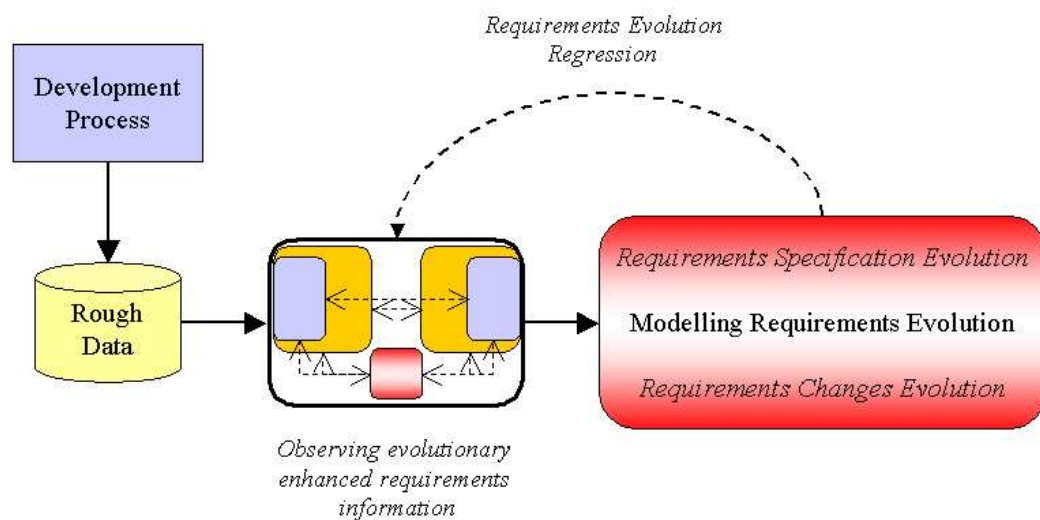 Requirements Evolution
Regression
Development
Process
Rough
Data
Requirements Specification Evolution
Modelling Requirements Evolution
Requirements Changes Evolution
Observing evolutionary
enhanced requirements
information